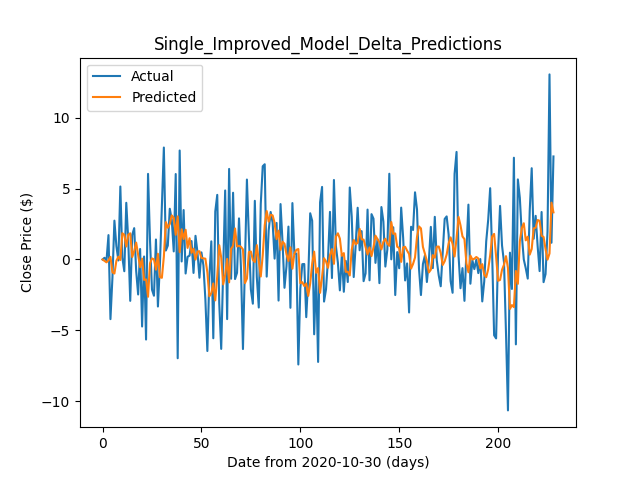 Single_Improved_Model_Delta_Predictions
Actual
Predicted
Close Price ($)
10
5
0
−5
−10
0
50
100
150
200
Date from 2020-10-30 (days)